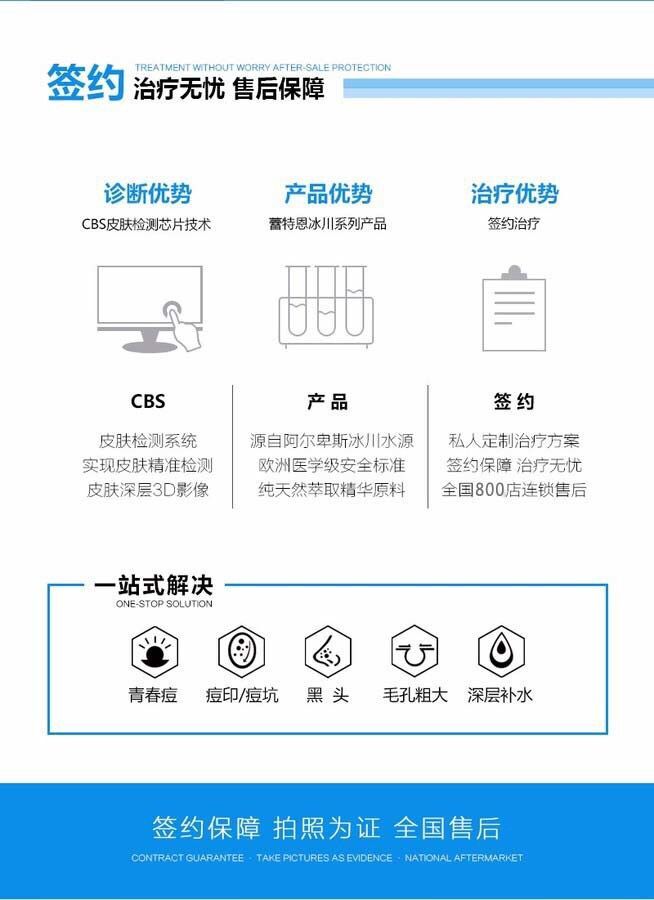 签约
TREATMENT WITHOUT WORRY AFTER-SALE PROTECTION
治疗无忧 售后保障
诊断优势
CBS皮肤检测芯片技术
产品优势
蕾特恩冰川系列产品
治疗优势
签约治疗
CBS
皮肤检测系统
实现皮肤精准检测
皮肤深层3D影像
产品
源自阿尔卑斯冰川水源
欧洲医学级安全标准
纯天然萃取精华原料
签约
私人定制治疗方案
签约保障 治疗无忧
全国800店连锁售后
一站式解决
ONE-STOP SOLUTION
青春痘
痘印/痘坑
黑 头
毛孔粗大
深层补水
签约保障 拍照为证 全国售后
CONTRACT GUARANTEE · TAKE PICTURES AS EVIDENCE · NATIONAL AFTERMARKET